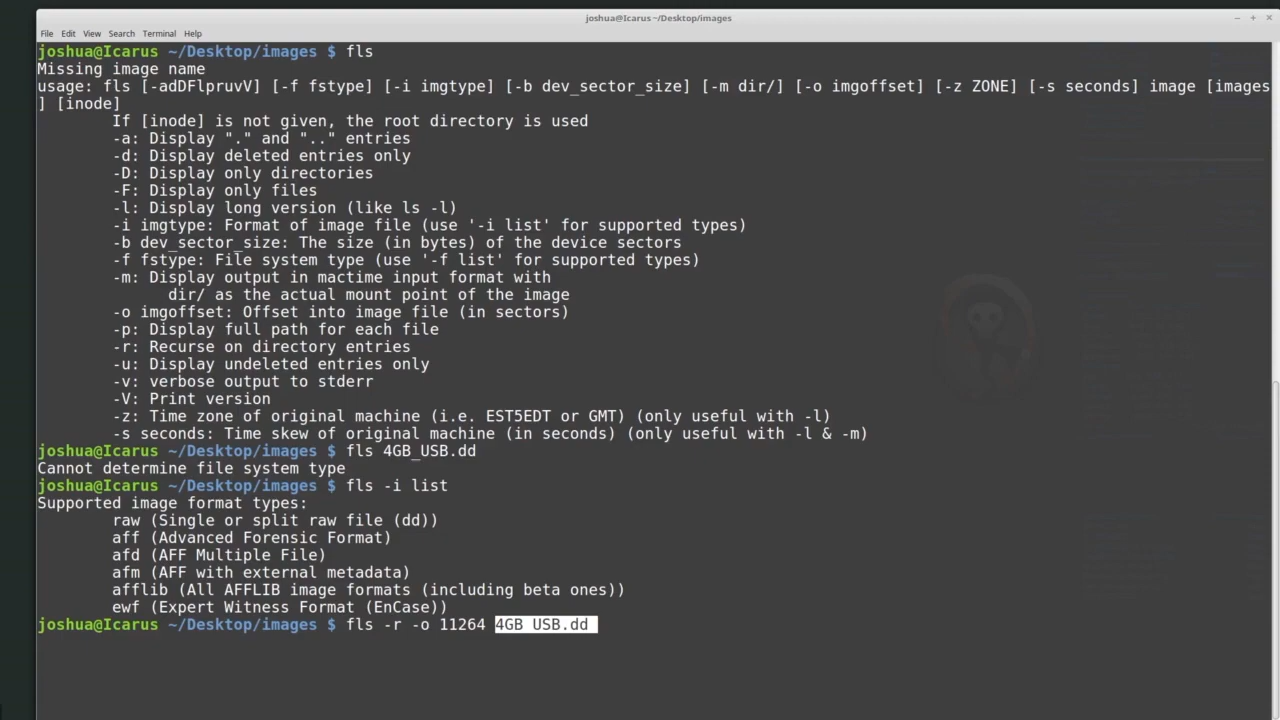 joshua@Icarus ~/Desktop/images
File Edit View Search Terminal Help
joshua@Icarus ~/Desktop/images $ fls
Missing image name
usage: fls [-adDFlpruvV] [-f fstype] [-i imgtype] [-b dev_sector_size] [-m dir/] [-o imgoffset] [-z ZONE] [-s seconds] image [images
] [inode]
If [inode] is not given, the root directory is used
-a: Display "." and ".." entries
-d: Display deleted entries only
-D: Display only directories
-F: Display only files
-l: Display long version (like ls -l)
-i imgtype: Format of image file (use '-i list' for supported types)
-b dev_sector_size: The size (in bytes) of the device sectors
-f fstype: File system type (use '-f list' for supported types)
-m: Display output in mactime input format with
dir/ as the actual mount point of the image
-o imgoffset: Offset into image file (in sectors)
-p: Display full path for each file
-r: Recurse on directory entries
-u: Display undeleted entries only
-v: verbose output to stderr
-V: Print version
-z: Time zone of original machine (i.e. EST5EDT or GMT) (only useful with -l)
-s seconds: Time skew of original machine (in seconds) (only useful with -l & -m)
joshua@Icarus ~/Desktop/images $ fls 4GB_USB.dd
Cannot determine file system type
joshua@Icarus ~/Desktop/images $ fls -i list
Supported image format types:
raw (Single or split raw file (dd))
aff (Advanced Forensic Format)
afd (AFF Multiple File)
afm (AFF with external metadata)
afflib (All AFFLIB image formats (including beta ones))
ewf (Expert Witness Format (EnCase))
joshua@Icarus ~/Desktop/images $ fls -r -o 11264 4GB_USB.dd